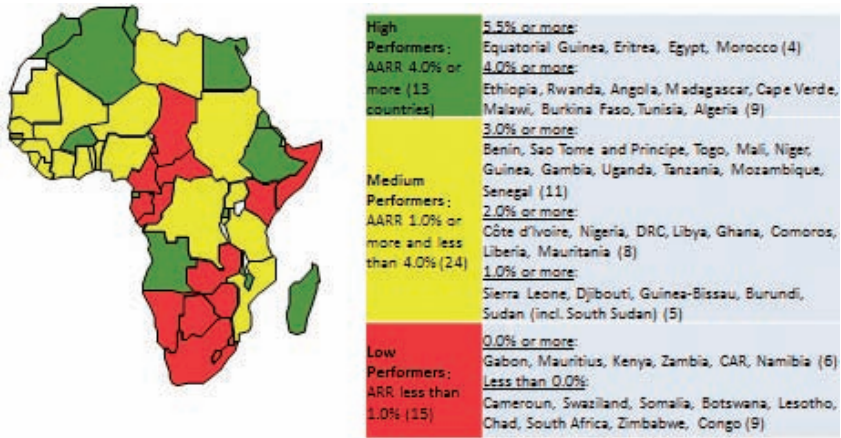 High
Performers:
AARR 4.0% or
more (13
countries)
5.5% or more:
Equatorial Guinea, Eritrea, Egypt, Morocco (4)
4.0% or more:
Ethiopia, Rwanda, Angola, Madagascar, Cape Verde,
Malawi, Burkina Faso, Tunisia, Algeria (9)
Medium
Performers:
AARR 1.0% or
more and less
than 4.0% (24)
3.0% or more:
Benin, Sao Tome and Principe, Togo, Mali, Niger,
Guinea, Gambia, Uganda, Tanzania, Mozambique,
Senegal (11)
2.0% or more:
Côte d'Ivoire, Nigeria, DRC, Libya, Ghana, Comoros,
Liberia, Mauritania (8)
1.0% or more:
Sierra Leone, Djibouti, Guinea-Bissau, Burundi,
Sudan (incl. South Sudan) (5)
Low
Performers:
ARR less than
1.0% (15)
0.0% or more:
Gabon, Mauritius, Kenya, Zambia, CAR, Namibia (6)
Less than 0.0%:
Cameroun, Swaziland, Somalia, Botswana, Lesotho,
Chad, South Africa, Zimbabwe, Congo (9)